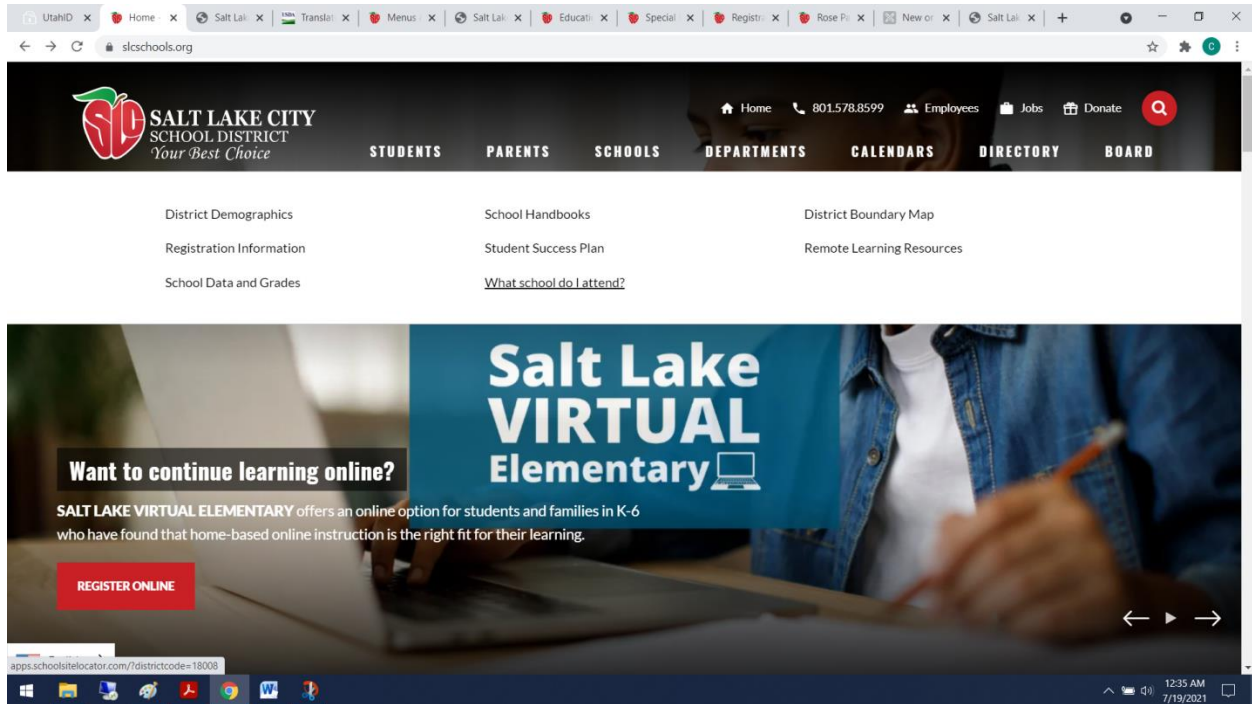 UtahID
Home
Salt Lak
Translat
Menus
Salt Lak
Educati
Special
Registra
Rose P
New or
Salt Lak
slcschools.org
C
SLC
SALT LAKE CITY
SCHOOL DISTRICT
Your Best Choice
Home 801.578.8599 Employees Jobs Donate
STUDENTS PARENTS SCHOOLS DEPARTMENTS CALENDARS DIRECTORY BOARD
District Demographics School Handbooks District Boundary Map
Registration Information Student Success Plan Remote Learning Resources
School Data and Grades What school do I attend?
Salt Lake
VIRTUAL
Elementary
Want to continue learning online?
SALT LAKE VIRTUAL ELEMENTARY offers an online option for students and families in K-6
who have found that home-based online instruction is the right fit for their learning.
REGISTER ONLINE
apps.schoolsitelocator.com/?districtcode=18008
12:35 AM
7/19/2021